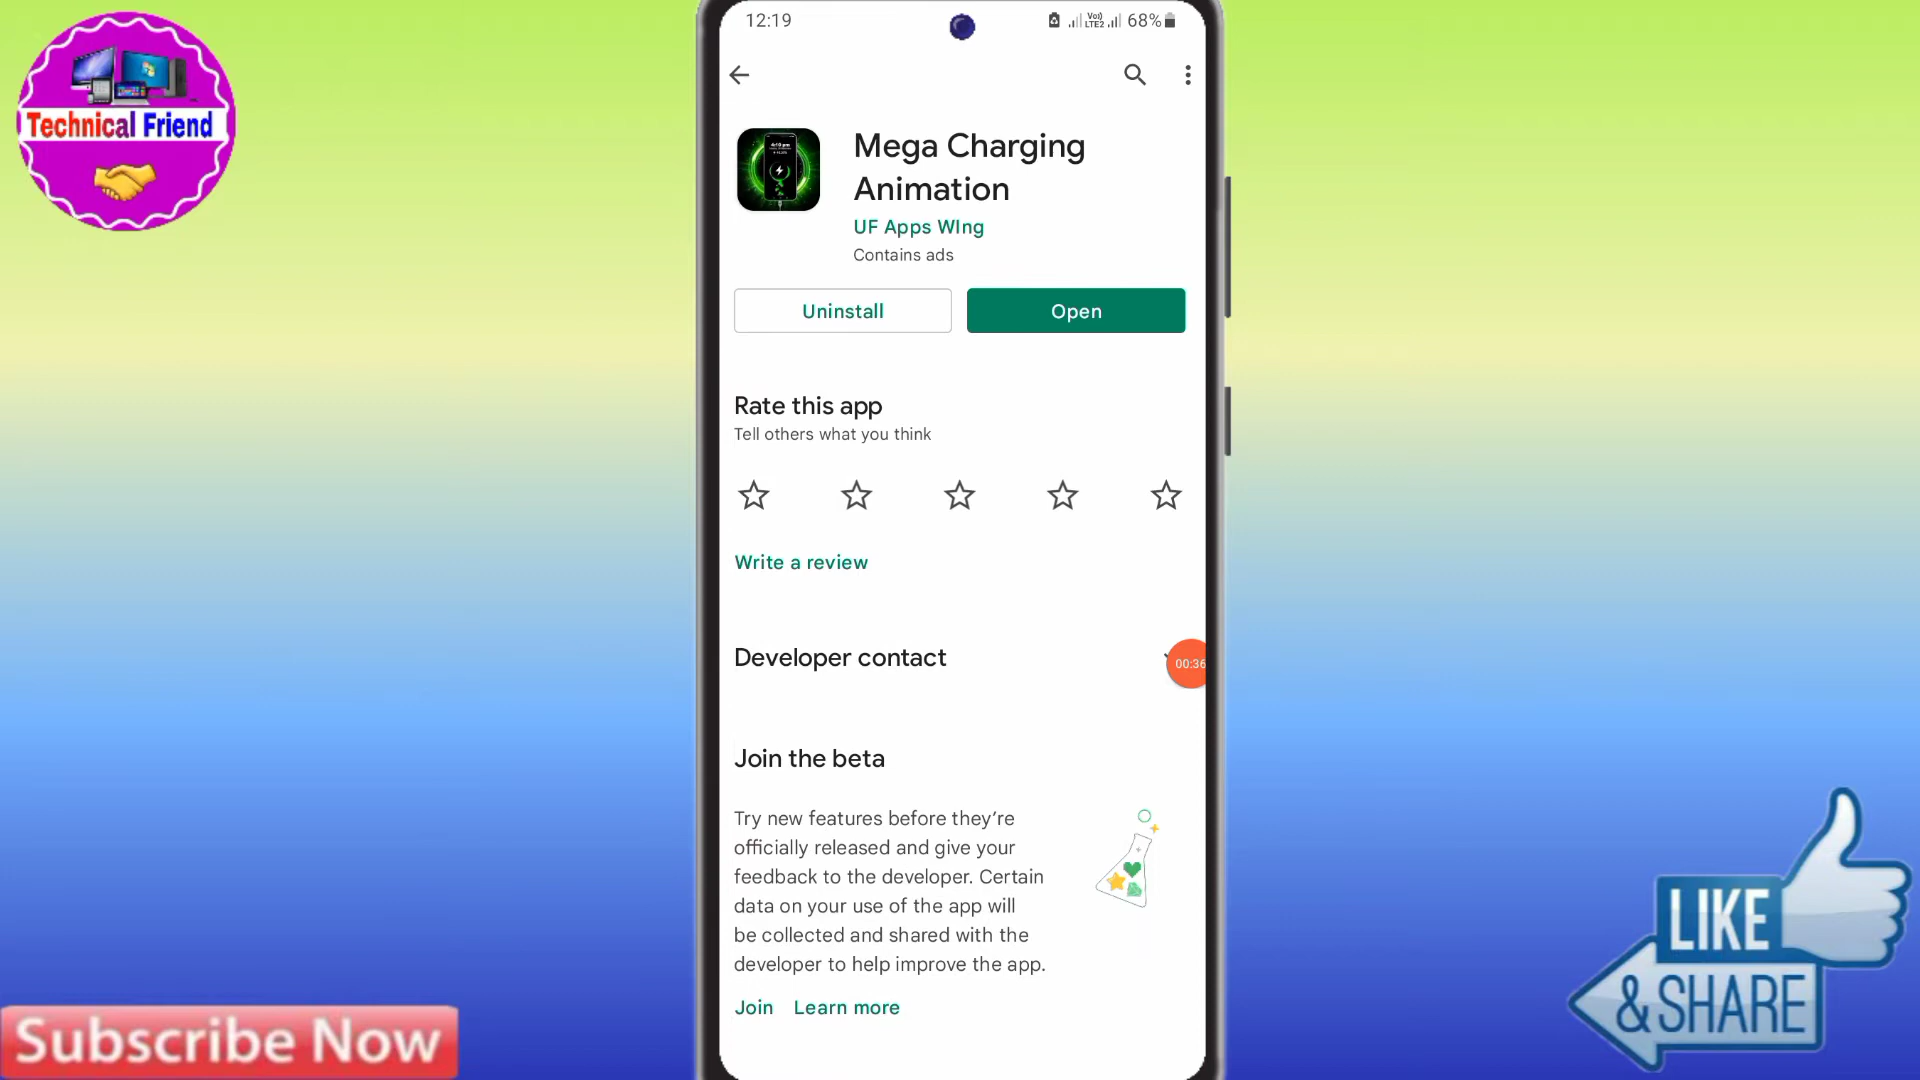 Technical Friend
12:19
Vo)) LTE2 68%
Mega Charging
Animation
UF Apps WIng
Contains ads
Uninstall
Open
Rate this app
Tell others what you think
Write a review
Developer contact
00:36
Join the beta
Try new features before they’re
officially released and give your
feedback to the developer. Certain
data on your use of the app will
be collected and shared with the
developer to help improve the app.
Join Learn more
Subscribe Now
LIKE
&SHARE